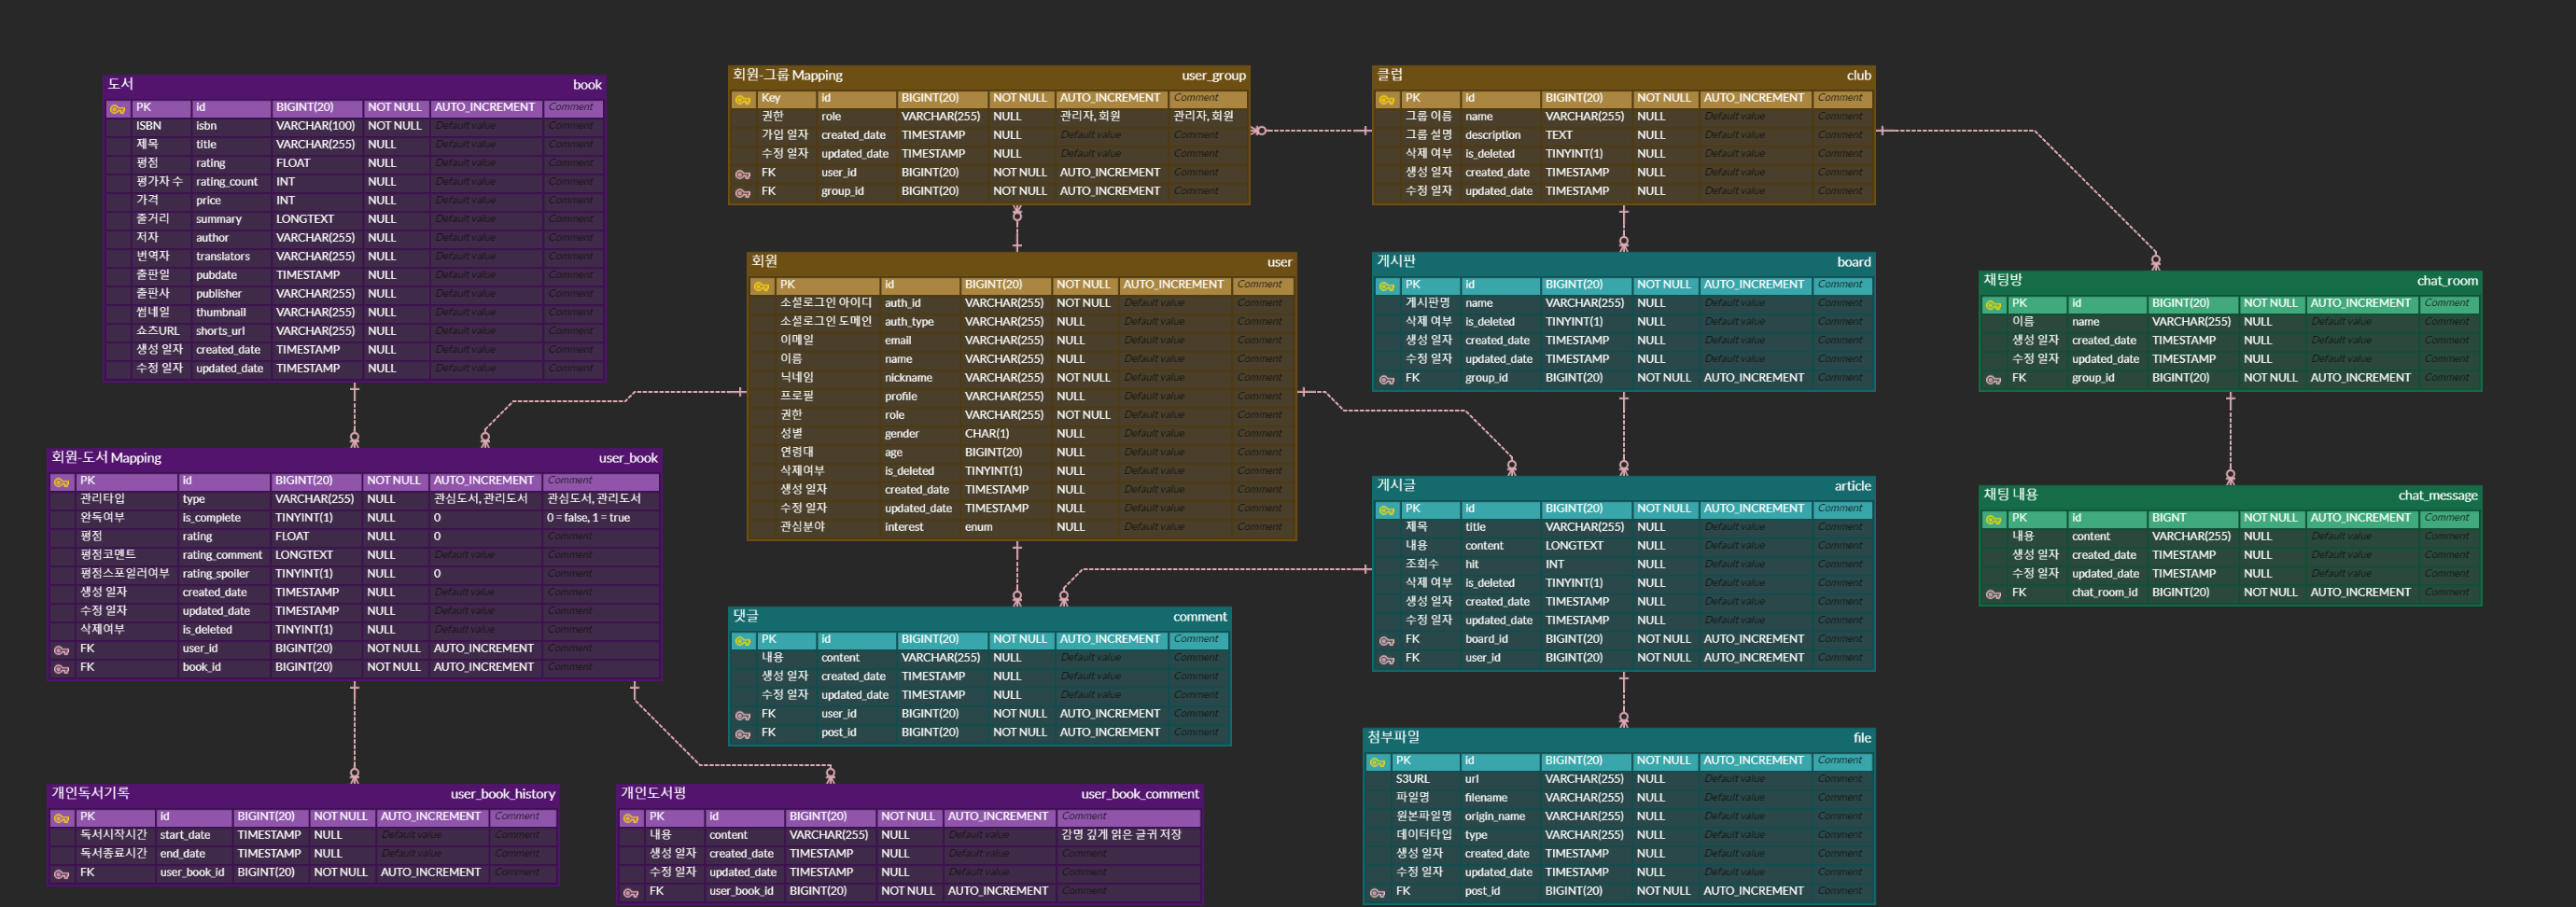 도서 book
PK id BIGINT(20) NOT NULL AUTO_INCREMENT Comment
ISBN isbn VARCHAR(100) NOT NULL Default value Comment
제목 title VARCHAR(255) NULL Default value Comment
평점 rating FLOAT NULL Default value Comment
평가자 수 rating_count INT NULL Default value Comment
가격 price INT NULL Default value Comment
줄거리 summary LONGTEXT NULL Default value Comment
저자 author VARCHAR(255) NULL Default value Comment
번역자 translators VARCHAR(255) NULL Default value Comment
출판일 pubdate TIMESTAMP NULL Default value Comment
출판사 publisher VARCHAR(255) NULL Default value Comment
썸네일 thumbnail VARCHAR(255) NULL Default value Comment
쇼츠URL shorts_url VARCHAR(255) NULL Default value Comment
생성 일자 created_date TIMESTAMP NULL Default value Comment
수정 일자 updated_date TIMESTAMP NULL Default value Comment
회원-그룹 Mapping user_group
Key id BIGINT(20) NOT NULL AUTO_INCREMENT Comment
권한 role VARCHAR(255) NULL 관리자, 회원 관리자, 회원
가입 일자 created_date TIMESTAMP NULL Default value Comment
수정 일자 updated_date TIMESTAMP NULL Default value Comment
FK user_id BIGINT(20) NOT NULL AUTO_INCREMENT Comment
FK group_id BIGINT(20) NOT NULL AUTO_INCREMENT Comment
클럽 club
PK id BIGINT(20) NOT NULL AUTO_INCREMENT Comment
그룹 이름 name VARCHAR(255) NULL Default value Comment
그룹 설명 description TEXT NULL Default value Comment
삭제 여부 is_deleted TINYINT(1) NULL Default value Comment
생성 일자 created_date TIMESTAMP NULL Default value Comment
수정 일자 updated_date TIMESTAMP NULL Default value Comment
회원 user
PK id BIGINT(20) NOT NULL AUTO_INCREMENT Comment
소셜로그인 아이디 auth_id VARCHAR(255) NOT NULL Default value Comment
소셜로그인 도메인 auth_type VARCHAR(255) NULL Default value Comment
이메일 email VARCHAR(255) NULL Default value Comment
이름 name VARCHAR(255) NULL Default value Comment
닉네임 nickname VARCHAR(255) NOT NULL Default value Comment
프로필 profile VARCHAR(255) NULL Default value Comment
권한 role VARCHAR(255) NOT NULL Default value Comment
성별 gender CHAR(1) NULL Default value Comment
연령대 age BIGINT(20) NULL Default value Comment
삭제여부 is_deleted TINYINT(1) NULL Default value Comment
생성 일자 created_date TIMESTAMP NULL Default value Comment
수정 일자 updated_date TIMESTAMP NULL Default value Comment
관심분야 interest enum NULL Default value Comment
게시판 board
PK id BIGINT(20) NOT NULL AUTO_INCREMENT Comment
게시판명 name VARCHAR(255) NULL Default value Comment
삭제 여부 is_deleted TINYINT(1) NULL Default value Comment
생성 일자 created_date TIMESTAMP NULL Default value Comment
수정 일자 updated_date TIMESTAMP NULL Default value Comment
FK group_id BIGINT(20) NOT NULL AUTO_INCREMENT Comment
채팅방 chat_room
PK id BIGINT(20) NOT NULL AUTO_INCREMENT Comment
이름 name VARCHAR(255) NULL Default value Comment
생성 일자 created_date TIMESTAMP NULL Default value Comment
수정 일자 updated_date TIMESTAMP NULL Default value Comment
FK group_id BIGINT(20) NOT NULL AUTO_INCREMENT Comment
회원-도서 Mapping user_book
PK id BIGINT(20) NOT NULL AUTO_INCREMENT Comment
관리타입 type VARCHAR(255) NULL 관심도서, 관리도서 관심도서, 관리도서
완독여부 is_complete TINYINT(1) NULL 0 0 = false, 1 = true
평점 rating FLOAT NULL 0 Comment
평점코멘트 rating_comment LONGTEXT NULL Default value Comment
평점스포일러여부 rating_spoiler TINYINT(1) NULL 0 Comment
생성 일자 created_date TIMESTAMP NULL Default value Comment
수정 일자 updated_date TIMESTAMP NULL Default value Comment
삭제여부 is_deleted TINYINT(1) NULL Default value Comment
FK user_id BIGINT(20) NOT NULL AUTO_INCREMENT Comment
FK book_id BIGINT(20) NOT NULL AUTO_INCREMENT Comment
게시글 article
PK id BIGINT(20) NOT NULL AUTO_INCREMENT Comment
제목 title VARCHAR(255) NULL Default value Comment
내용 content LONGTEXT NULL Default value Comment
조회수 hit INT NULL Default value Comment
삭제 여부 is_deleted TINYINT(1) NULL Default value Comment
생성 일자 created_date TIMESTAMP NULL Default value Comment
수정 일자 updated_date TIMESTAMP NULL Default value Comment
FK board_id BIGINT(20) NOT NULL AUTO_INCREMENT Comment
FK user_id BIGINT(20) NOT NULL AUTO_INCREMENT Comment
채팅 내용 chat_message
PK id BIGNT NOT NULL AUTO_INCREMENT Comment
내용 content VARCHAR(255) NULL Default value Comment
생성 일자 created_date TIMESTAMP NULL Default value Comment
수정 일자 updated_date TIMESTAMP NULL Default value Comment
FK chat_room_id BIGINT(20) NOT NULL AUTO_INCREMENT Comment
댓글 comment
PK id BIGINT(20) NOT NULL AUTO_INCREMENT Comment
내용 content VARCHAR(255) NULL Default value Comment
생성 일자 created_date TIMESTAMP NULL Default value Comment
수정 일자 updated_date TIMESTAMP NULL Default value Comment
FK user_id BIGINT(20) NOT NULL AUTO_INCREMENT Comment
FK post_id BIGINT(20) NOT NULL AUTO_INCREMENT Comment
개인독서기록 user_book_history
PK id BIGINT(20) NOT NULL AUTO_INCREMENT Comment
독서시작시간 start_date TIMESTAMP NULL Default value Comment
독서종료시간 end_date TIMESTAMP NULL Default value Comment
FK user_book_id BIGINT(20) NOT NULL AUTO_INCREMENT Comment
개인도서평 user_book_comment
PK id BIGINT(20) NOT NULL AUTO_INCREMENT Comment
내용 content VARCHAR(255) NULL Default value 감명 깊게 읽은 글귀 저장
생성 일자 created_date TIMESTAMP NULL Default value Comment
수정 일자 updated_date TIMESTAMP NULL Default value Comment
FK user_book_id BIGINT(20) NOT NULL AUTO_INCREMENT Comment
첨부파일 file
PK id BIGINT(20) NOT NULL AUTO_INCREMENT Comment
S3URL url VARCHAR(255) NULL Default value Comment
파일명 filename VARCHAR(255) NULL Default value Comment
원본파일명 origin_name VARCHAR(255) NULL Default value Comment
데이터타입 type VARCHAR(255) NULL Default value Comment
생성 일자 created_date TIMESTAMP NULL Default value Comment
수정 일자 updated_date TIMESTAMP NULL Default value Comment
FK post_id BIGINT(20) NOT NULL AUTO_INCREMENT Comment